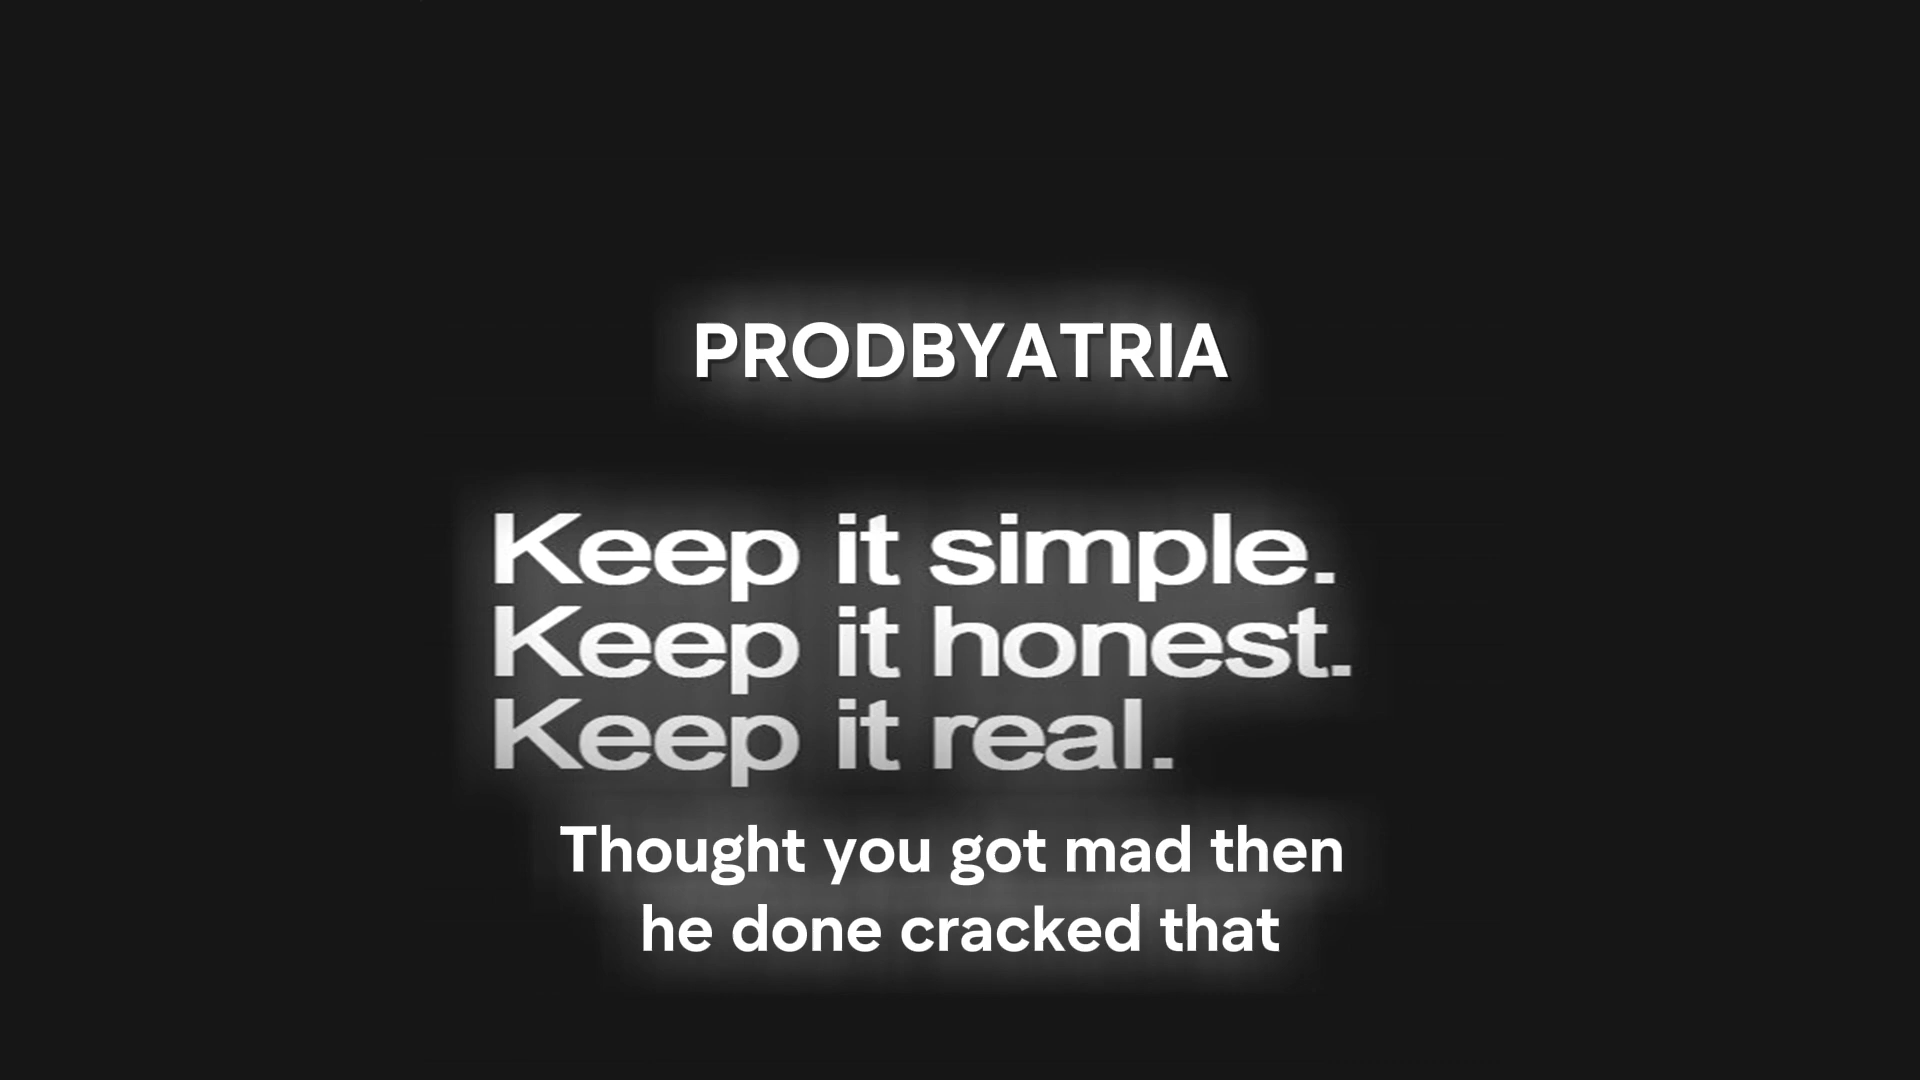 PRODBYATRIA
Keep it simple.
Keep it honest.
Keep it real.
Thought you got mad then
he done cracked that